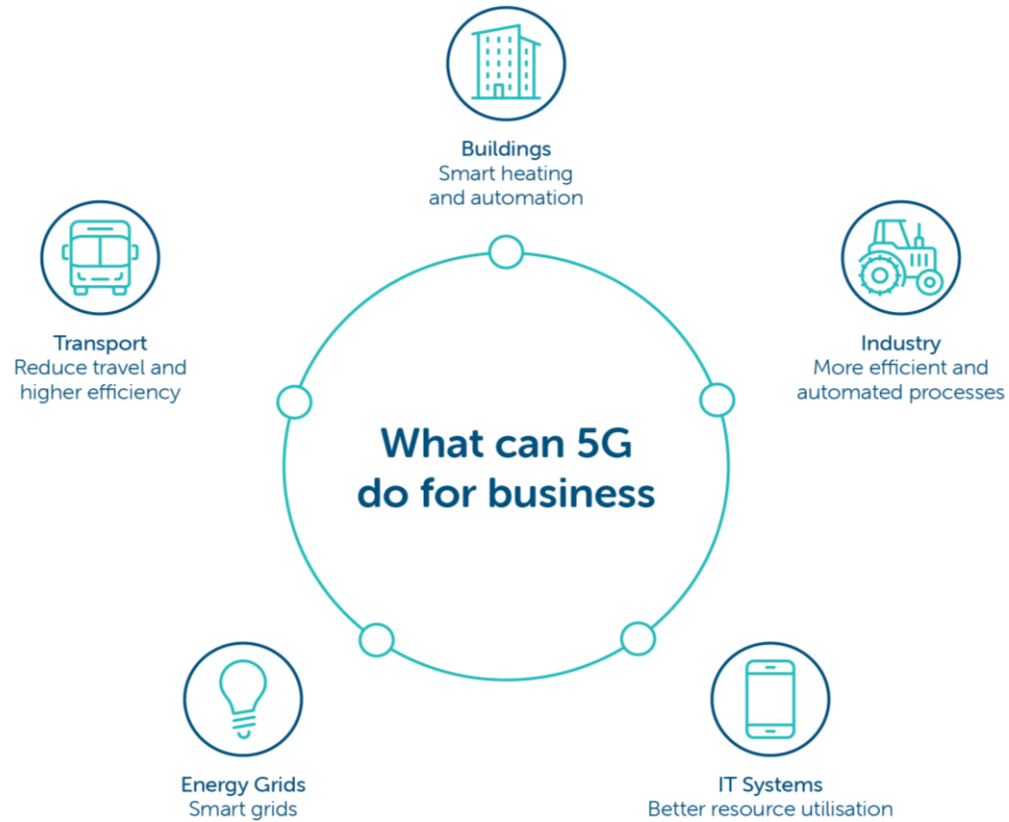 Buildings
Smart heating
and automation
Transport
Reduce travel and
higher efficiency
Industry
More efficient and
automated processes
What can 5G
do for business
Energy Grids
Smart grids
IT Systems
Better resource utilisation